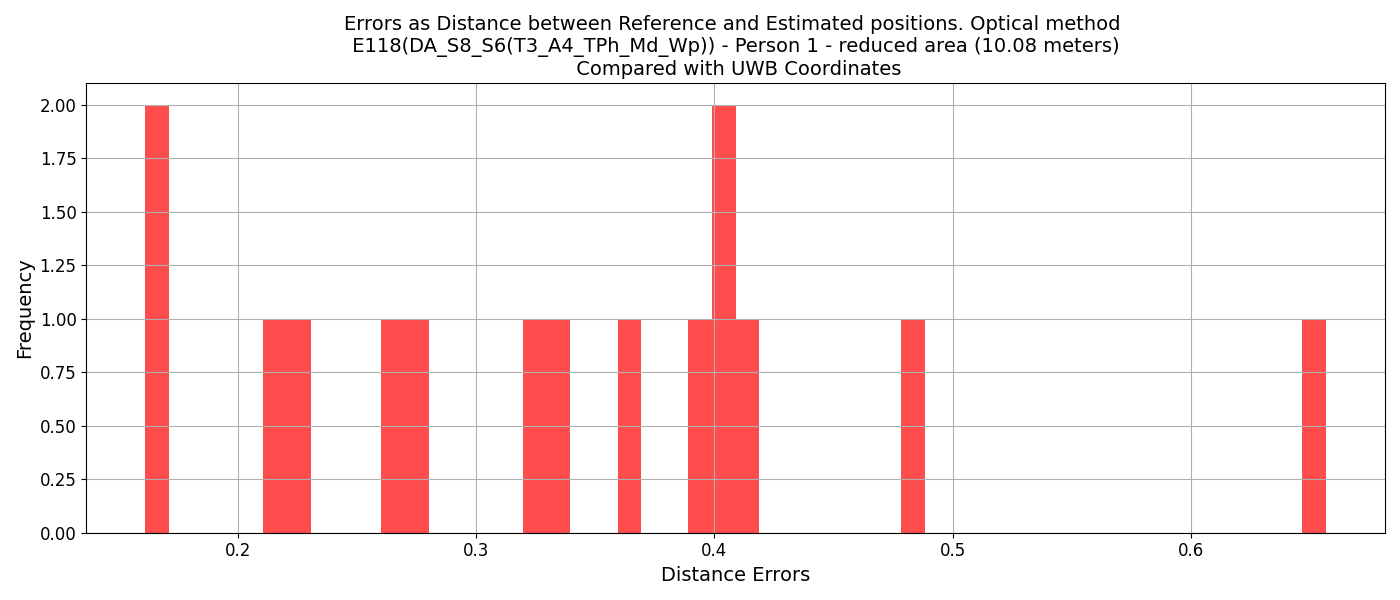 Errors as Distance between Reference and Estimated positions. Optical method
E118(DA_S8_S6(T3_A4_TPh_Md_Wp)) - Person 1 - reduced area (10.08 meters)
Compared with UWB Coordinates
Frequency
2.00
1.75
1.50
1.25
1.00
0.75
0.50
0.25
0.00
0.2 0.3 0.4 0.5 0.6
Distance Errors